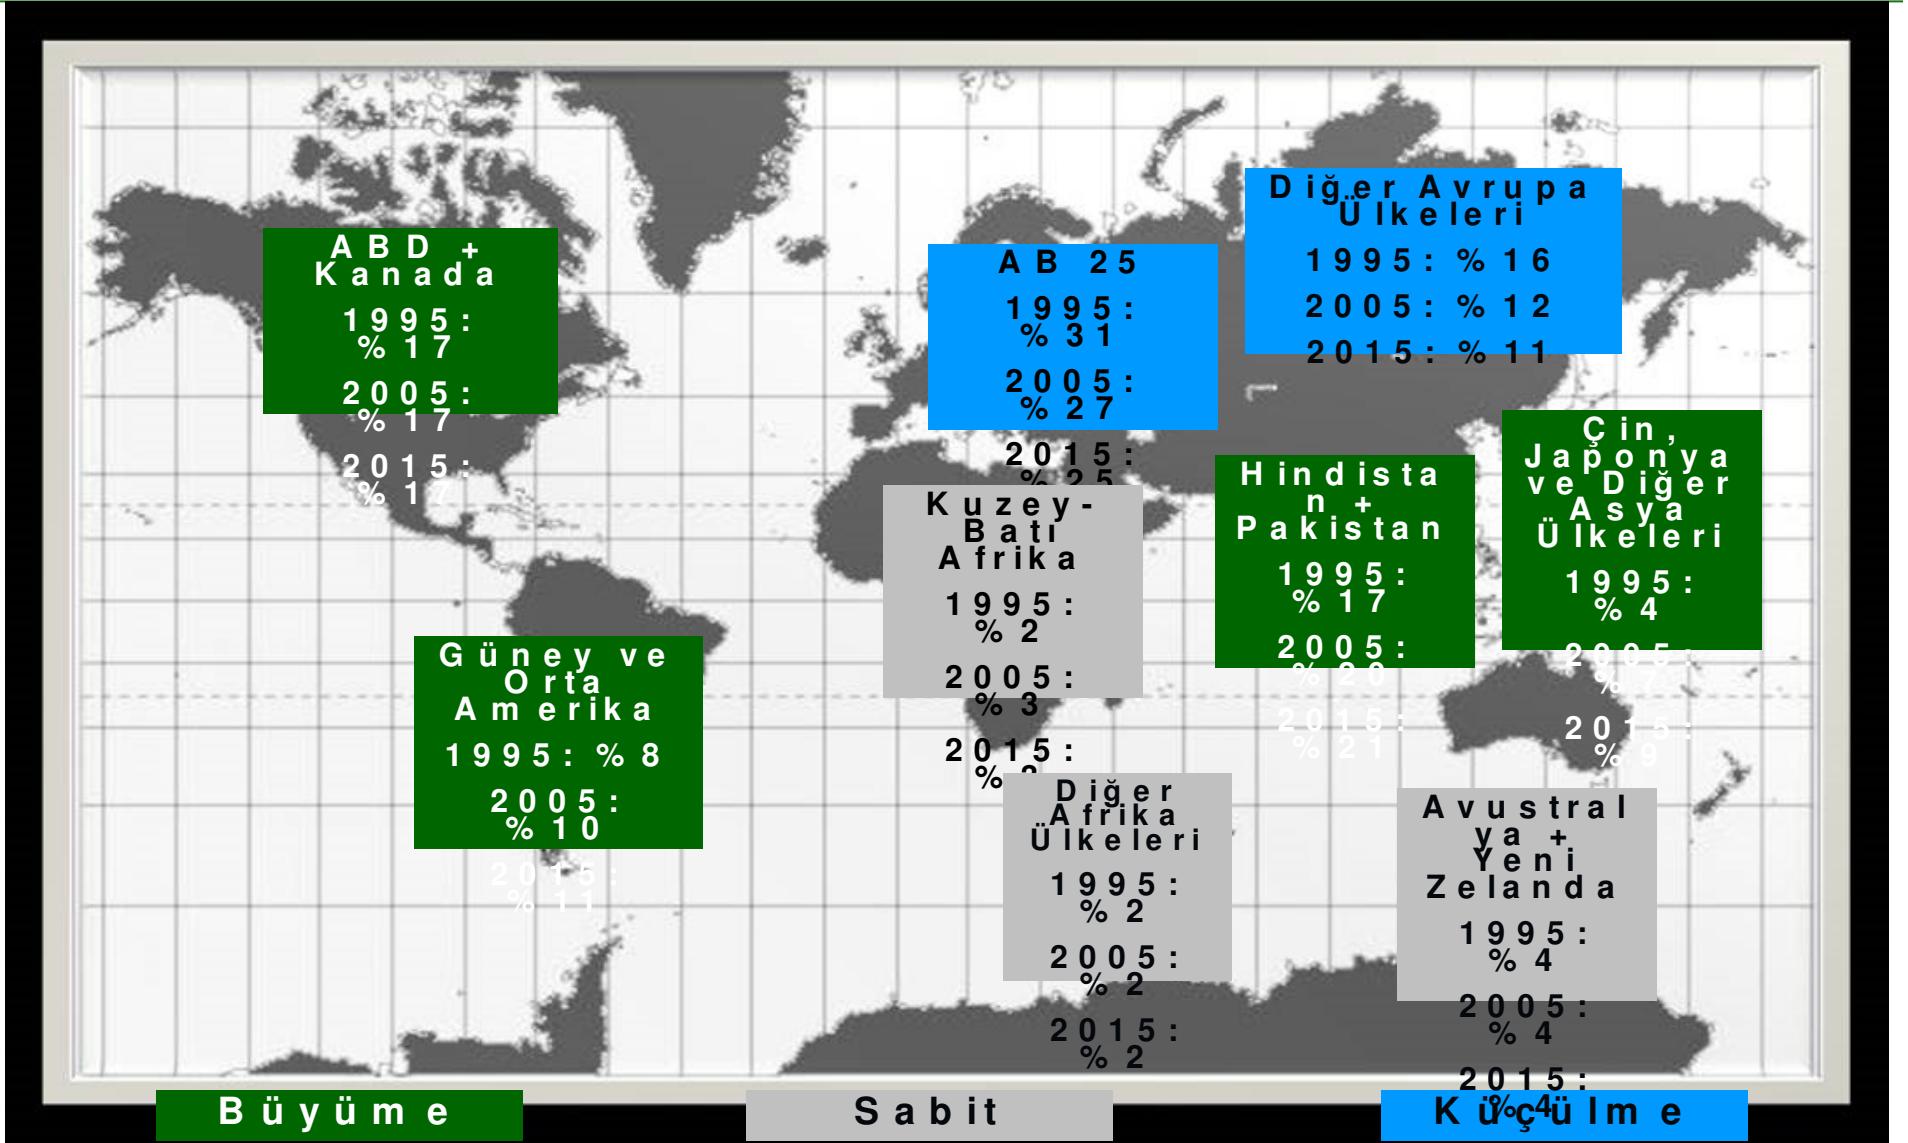 ABD +
Kanada
1995:
% 17
2005:
% 17
2015:
% 17
AB 25
1995:
% 31
2005:
% 27
2015:
% 25
Diğer Avrupa
Ülkeleri
1995: % 16
2005: % 12
2015: % 11
Çin,
Japonya
ve Diğer
Asya
Ülkeleri
1995:
% 4
2005:
% 7
2015:
% 9
Hindista
n +
Pakistan
1995:
% 17
2005:
% 20
2015:
% 21
Kuzey-
Batı
Afrika
1995:
% 2
2005:
% 3
2015:
%
Güney ve
Orta
Amerika
1995: % 8
2005:
% 10
2015:
% 11
Diğer
Afrika
Ülkeleri
1995:
% 2
2005:
% 2
2015:
% 2
Avustral
ya +
Yeni
Zelanda
1995:
% 4
2005:
% 4
2015:
% 4
Büyüme
Sabit
Küçülme